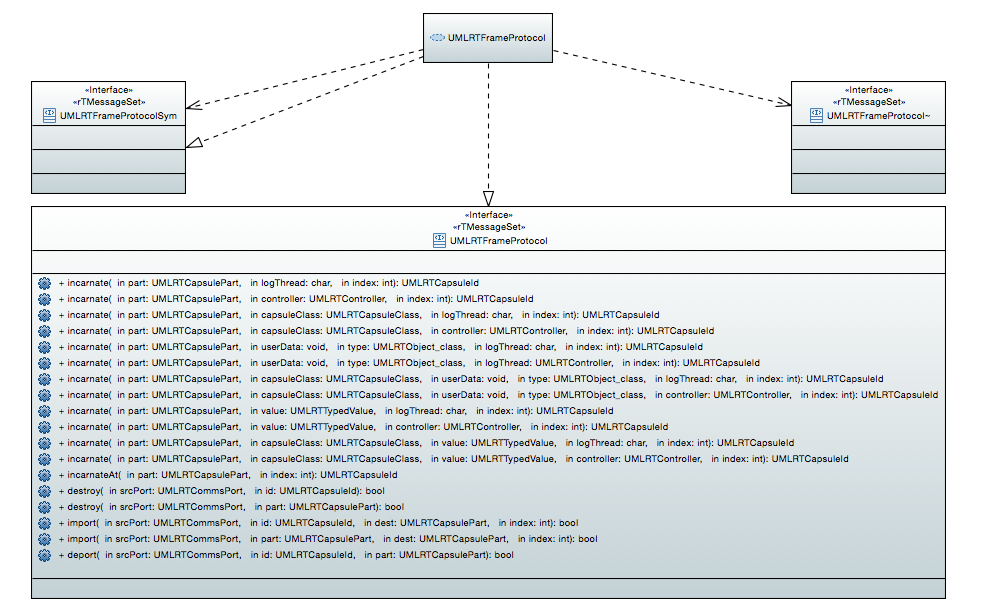 UMLRTFrameProtocol
«Interface»
«rTMessageSet»
UMLRTFrameProtocolSym
«Interface»
«rTMessageSet»
UMLRTFrameProtocol~
«Interface»
«rTMessageSet»
UMLRTFrameProtocol
+ incarnate( in part: UMLRTCapsulePart, in logThread: char, in index: int): UMLRTCapsuleId
+ incarnate( in part: UMLRTCapsulePart, in controller: UMLRTController, in index: int): UMLRTCapsuleId
+ incarnate( in part: UMLRTCapsulePart, in capsuleClass: UMLRTCapsuleClass, in logThread: char, in index: int): UMLRTCapsuleId
+ incarnate( in part: UMLRTCapsulePart, in capsuleClass: UMLRTCapsuleClass, in controller: UMLRTController, in index: int): UMLRTCapsuleId
+ incarnate( in part: UMLRTCapsulePart, in userData: void, in type: UMLRTObject_class, in logThread: char, in index: int): UMLRTCapsuleId
+ incarnate( in part: UMLRTCapsulePart, in userData: void, in type: UMLRTObject_class, in logThread: UMLRTController, in index: int): UMLRTCapsuleId
+ incarnate( in part: UMLRTCapsulePart, in capsuleClass: UMLRTCapsuleClass, in userData: void, in type: UMLRTObject_class, in logThread: char, in index: int): UMLRTCapsuleId
+ incarnate( in part: UMLRTCapsulePart, in capsuleClass: UMLRTCapsuleClass, in userData: void, in type: UMLRTObject_class, in controller: UMLRTController, in index: int): UMLRTCapsuleId
+ incarnate( in part: UMLRTCapsulePart, in value: UMLRTTypedValue, in logThread: char, in index: int): UMLRTCapsuleId
+ incarnate( in part: UMLRTCapsulePart, in value: UMLRTTypedValue, in controller: UMLRTController, in index: int): UMLRTCapsuleId
+ incarnate( in part: UMLRTCapsulePart, in capsuleClass: UMLRTCapsuleClass, in value: UMLRTTypedValue, in logThread: char, in index: int): UMLRTCapsuleId
+ incarnate( in part: UMLRTCapsulePart, in capsuleClass: UMLRTCapsuleClass, in value: UMLRTTypedValue, in controller: UMLRTController, in index: int): UMLRTCapsuleId
+ incarnateAt( in part: UMLRTCapsulePart, in index: int): UMLRTCapsuleId
+ destroy( in srcPort: UMLRTCommsPort, in id: UMLRTCapsuleId): bool
+ destroy( in srcPort: UMLRTCommsPort, in part: UMLRTCapsulePart): bool
+ import( in srcPort: UMLRTCommsPort, in id: UMLRTCapsuleId, in dest: UMLRTCapsulePart, in index: int): bool
+ import( in srcPort: UMLRTCommsPort, in part: UMLRTCapsulePart, in dest: UMLRTCapsulePart, in index: int): bool
+ deport( in srcPort: UMLRTCommsPort, in id: UMLRTCapsuleId, in part: UMLRTCapsulePart): bool